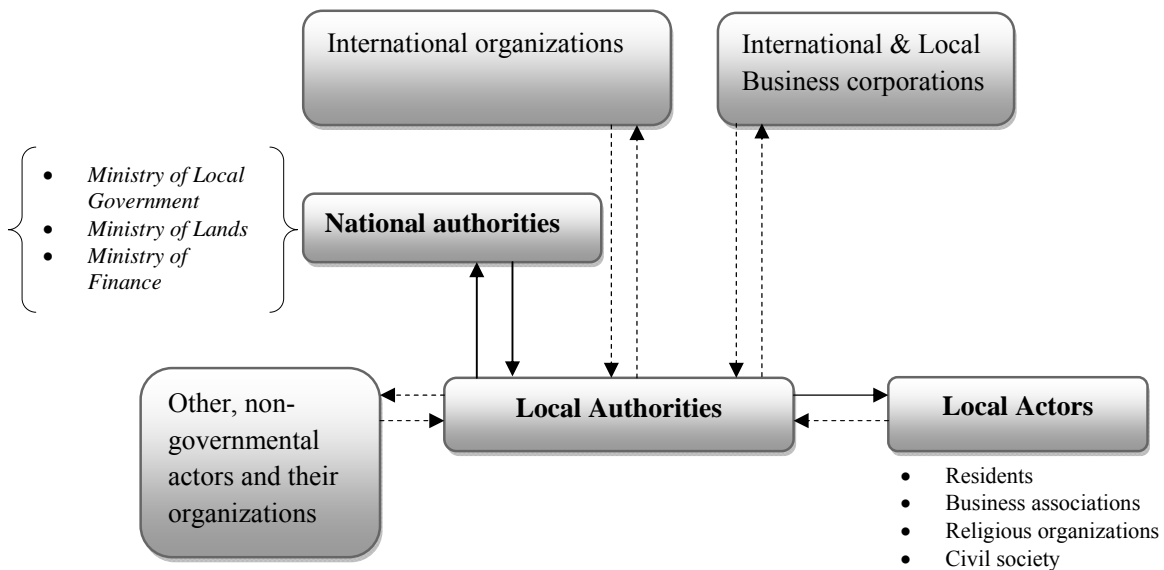 International organizations
International & Local
Business corporations
• Ministry of Local
Government
• Ministry of Lands
• Ministry of
Finance
National authorities
Other, non-
governmental
actors and their
organizations
Local Authorities
Local Actors
• Residents
• Business associations
• Religious organizations
• Civil society